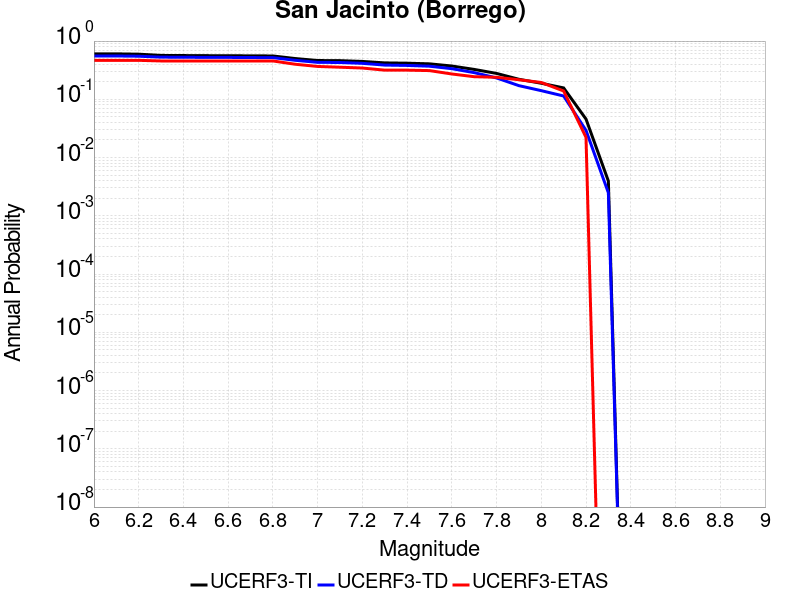 San Jacinto (Borrego)
10 0
10 -1
10 -2
10 -3
10 -4
10 -5
10 -6
10 -7
10 -8
Annual Probability
6 6.2 6.4 6.6 6.8 7 7.2 7.4 7.6 7.8 8 8.2 8.4 8.6 8.8 9
Magnitude
UCERF3-TI UCERF3-TD UCERF3-ETAS